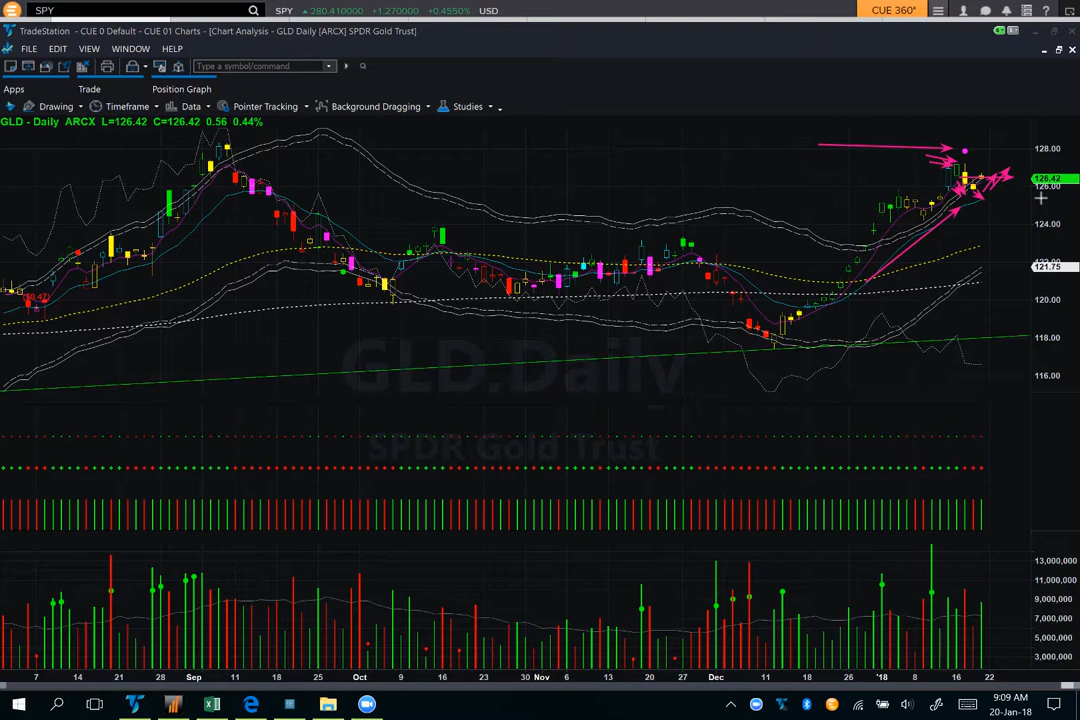 SPY SPY 280.410000 +1.270000 +0.4550% USD CUE 360°
TradeStation - CUE 0 Default - CUE 01 Charts - [Chart Analysis - GLD Daily [ARCX] SPDR Gold Trust]
FILE EDIT VIEW WINDOW HELP
Type a symbol/command
Apps Trade Position Graph
Drawing Timeframe Data Pointer Tracking Background Dragging Studies
GLD - Daily ARCX L=126.42 C=126.42 0.56 0.44%
128.00
126.42
126.00
124.00
121.75
120.00
118.00
116.00
GLD.Daily
SPDR Gold Trust
13,000,000
11,000,000
9,000,000
7,000,000
5,000,000
3,000,000
7 14 21 28 Sep 11 18 25 Oct 9 16 23 30 Nov 6 13 20 27 Dec 11 18 26 '18 8 16 22
9:09 AM
20-Jan-18